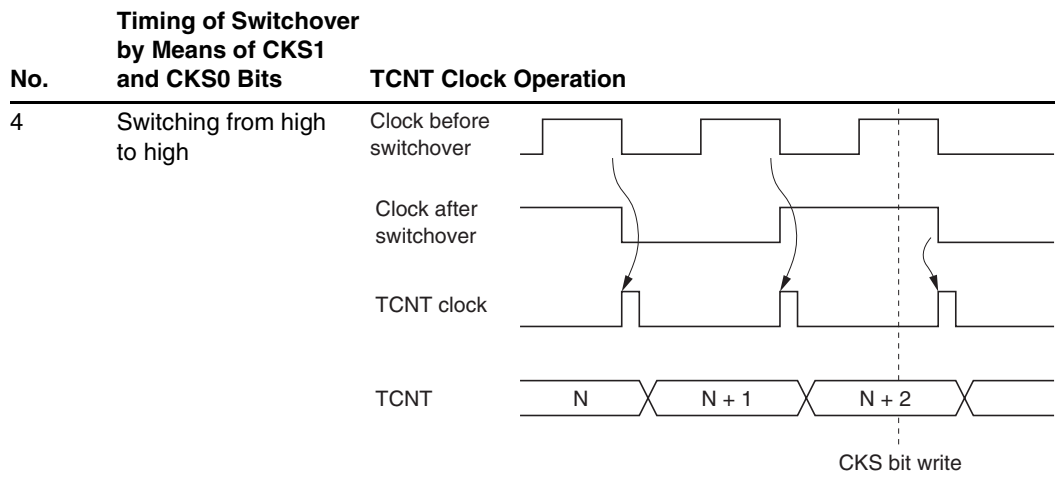 Timing of Switchover
by Means of CKS1
No. and CKS0 Bits TCNT Clock Operation
4 Switching from high
to high
Clock before
switchover
Clock after
switchover
TCNT clock
TCNT N N + 1 N + 2
CKS bit write